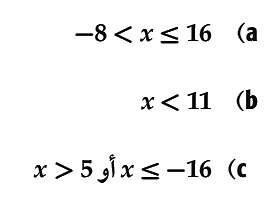 (a −8 < x ≤ 16
(b x < 11
(c x ≤ −16 أو x > 5